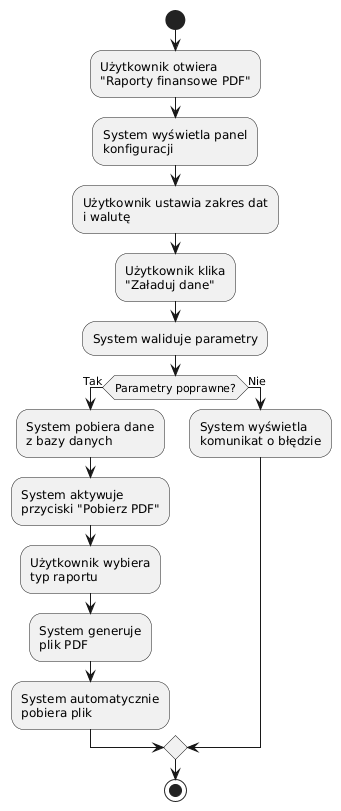 Użytkownik otwiera
"Raporty finansowe PDF"
System wyświetla panel
konfiguracji
Użytkownik ustawia zakres dat
i walutę
Użytkownik klika
"Załaduj dane"
System waliduje parametry
Parametry poprawne?
Tak
System pobiera dane
z bazy danych
System aktywuje
przyciski "Pobierz PDF"
Użytkownik wybiera
typ raportu
System generuje
plik PDF
System automatycznie
pobiera plik
Nie
System wyświetla
komunikat o błędzie